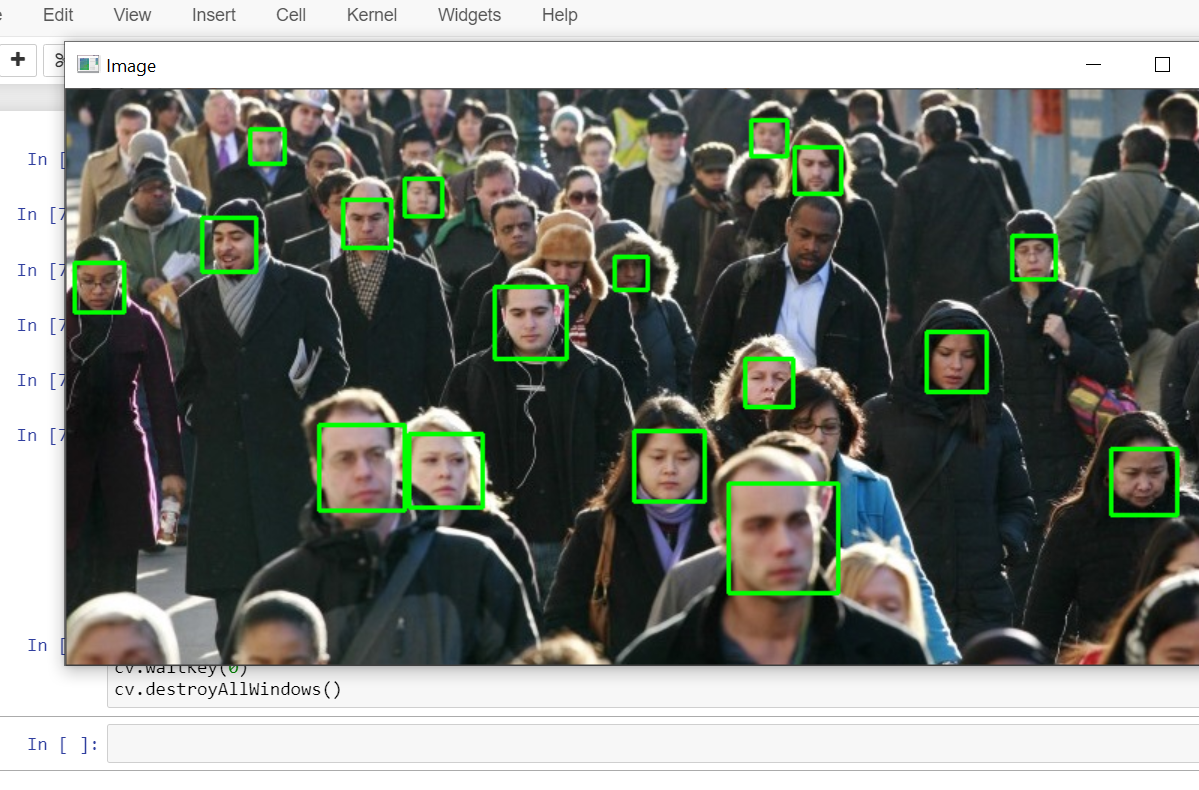 Edit View Insert Cell Kernel Widgets Help
Image
In [
In [7
In [7
In [7
In [7
In [7
In [
cv.waitKey(0)
cv.destroyAllWindows()
In [ ]: